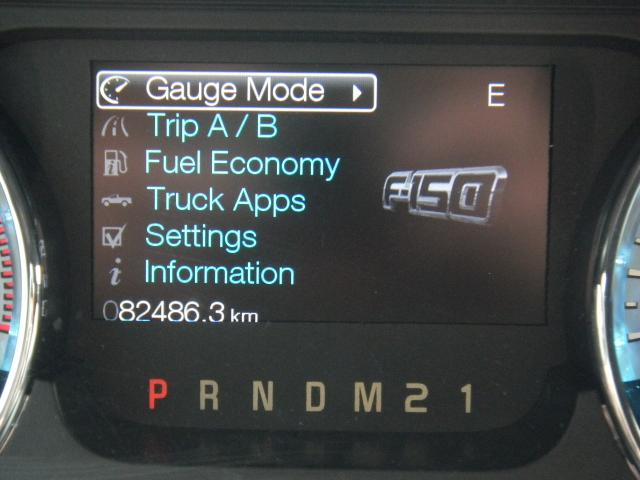 Gauge Mode
E
Trip A / B
Fuel Economy
F-150
Truck Apps
Settings
Information
082486.3 km
P R N D M 2 1